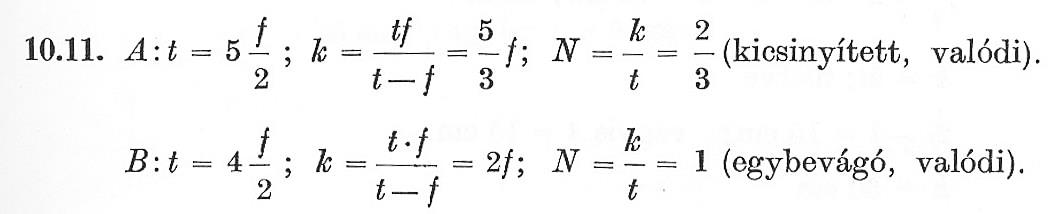 10.11. A: t = 5 f/2 ; k = tf/(t — f) = 5/3 f; N = k/t = 2/3 (kicsinyített, valódi).
B: t = 4 f/2 ; k = t·f/(t — f) = 2f; N = k/t = 1 (egybevágó, valódi).